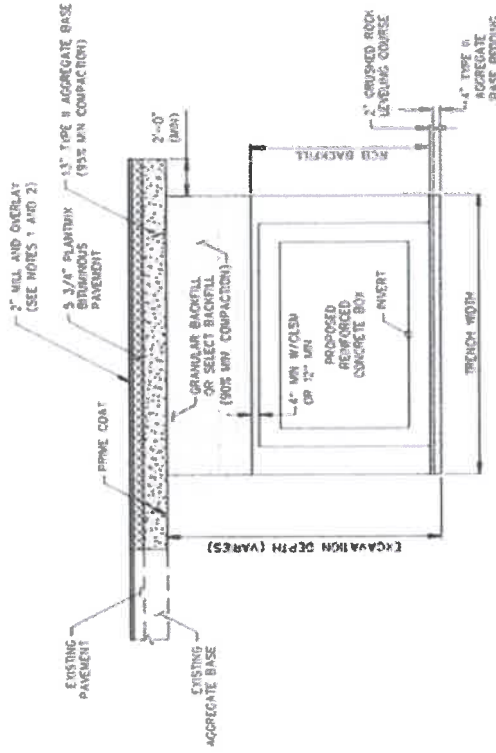 2" MILL AND OVERLAY
(SEE NOTES 1 AND 2)
5 3/4" PLANTMIX
BITUMINOUS
PAVEMENT
PRIME COAT
EXISTING
PAVEMENT
EXISTING
AGGREGATE BASE
13" TYPE II AGGREGATE BASE
(95% MIN COMPACTION)
2'-0"
(MIN)
GRANULAR BACKFILL
OR SELECT BACKFILL
(90% MIN COMPACTION)
4" MIN W/CLSM
OR 12" MIN
PROPOSED
REINFORCED
CONCRETE BOX
INVERT
RCB BACKFILL
EXCAVATION DEPTH (VARIES)
TRENCH WIDTH
2" CRUSHED ROCK
LEVELING COURSE
4" TYPE II
AGGREGATE
BASE BEDDING